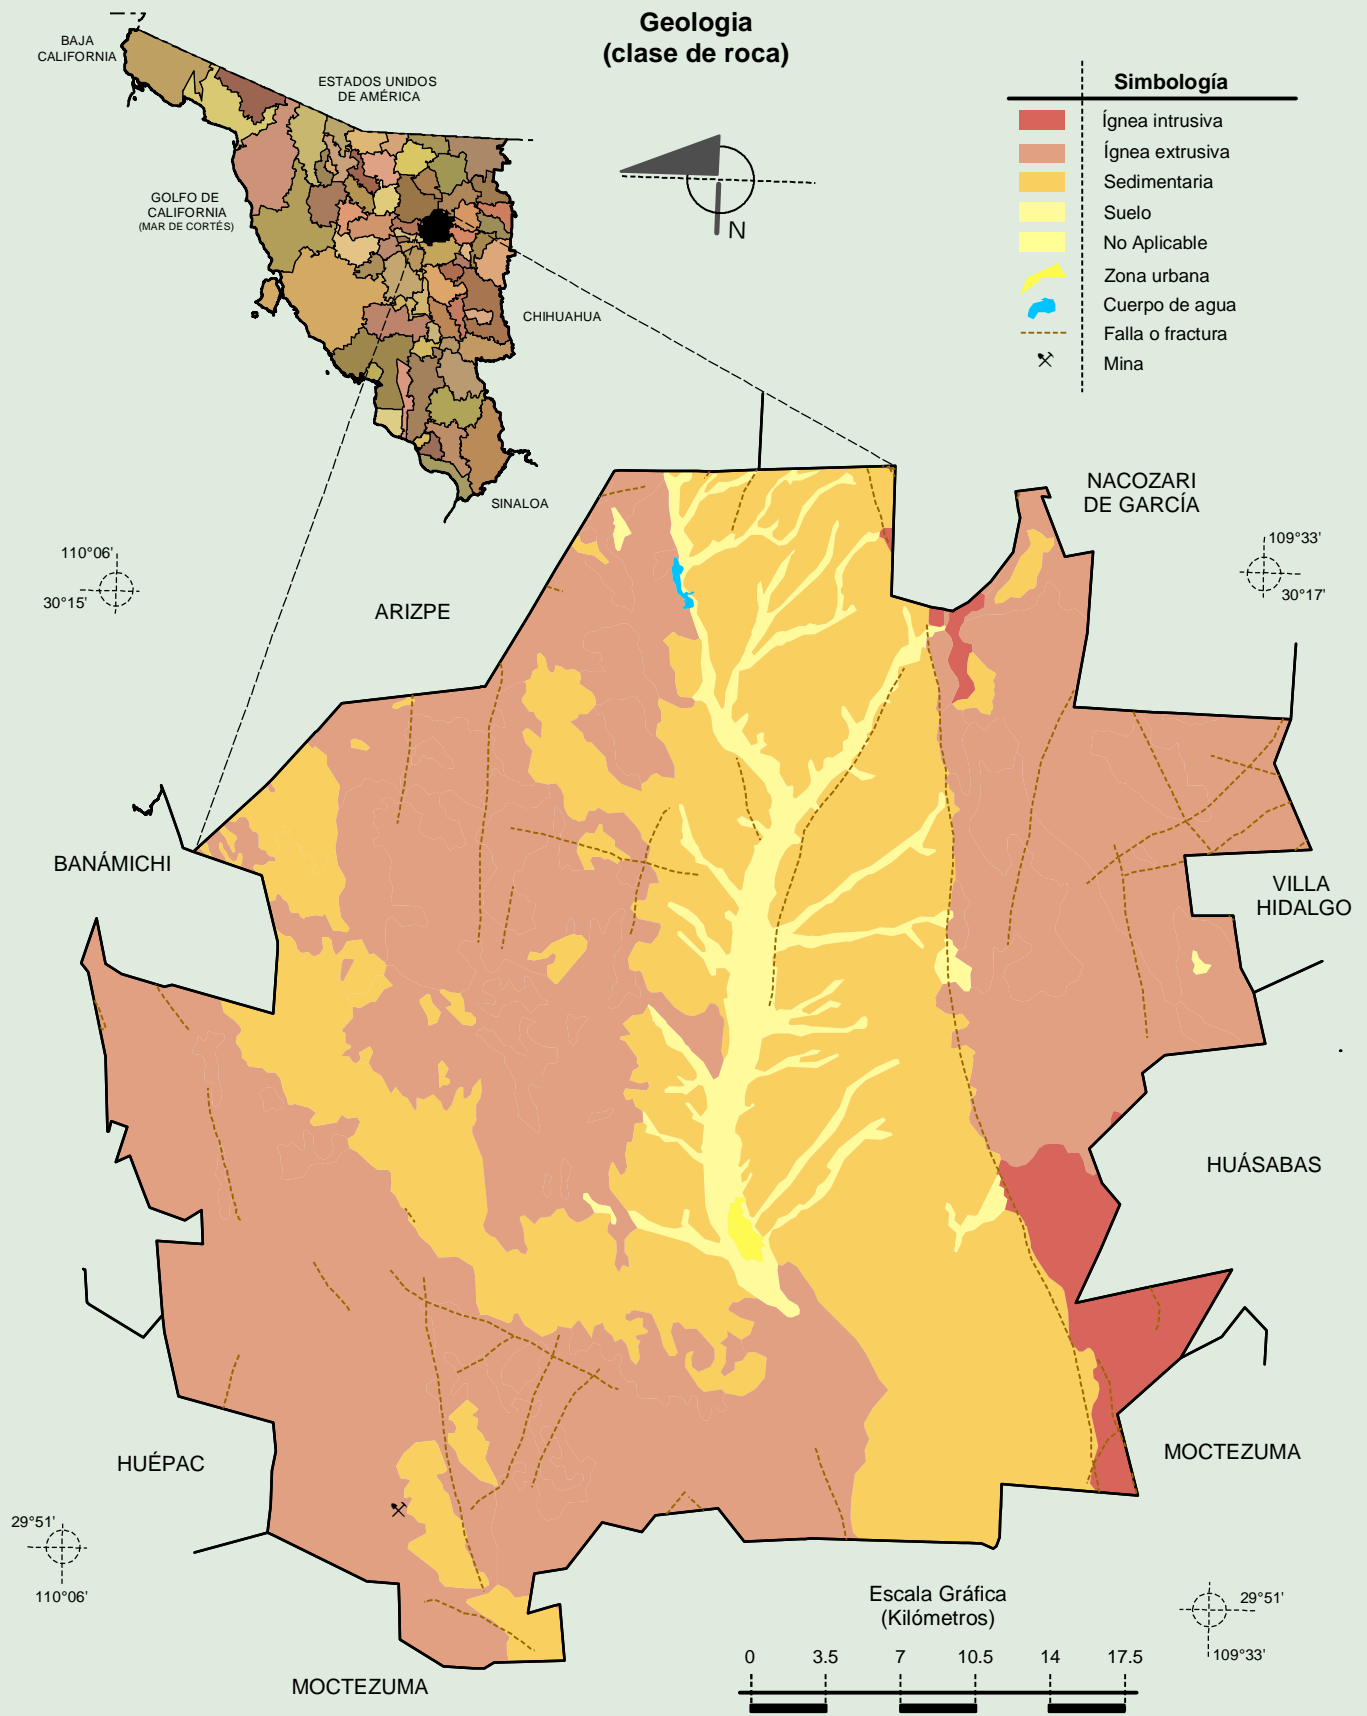 Geologia
(clase de roca)
BAJA
CALIFORNIA
ESTADOS UNIDOS
DE AMÉRICA
GOLFO DE
CALIFORNIA
(MAR DE CORTÉS)
CHIHUAHUA
SINALOA
N
Simbología
Ígnea intrusiva
Ígnea extrusiva
Sedimentaria
Suelo
No Aplicable
Zona urbana
Cuerpo de agua
Falla o fractura
Mina
NACOZARI
DE GARCÍA
110°06'
30°15'
109°33'
30°17'
ARIZPE
BANÁMICHI
VILLA
HIDALGO
HUÁSABAS
HUÉPAC
MOCTEZUMA
29°51'
110°06'
Escala Gráfica
(Kilómetros)
0 3.5 7 10.5 14 17.5
29°51'
109°33'
MOCTEZUMA